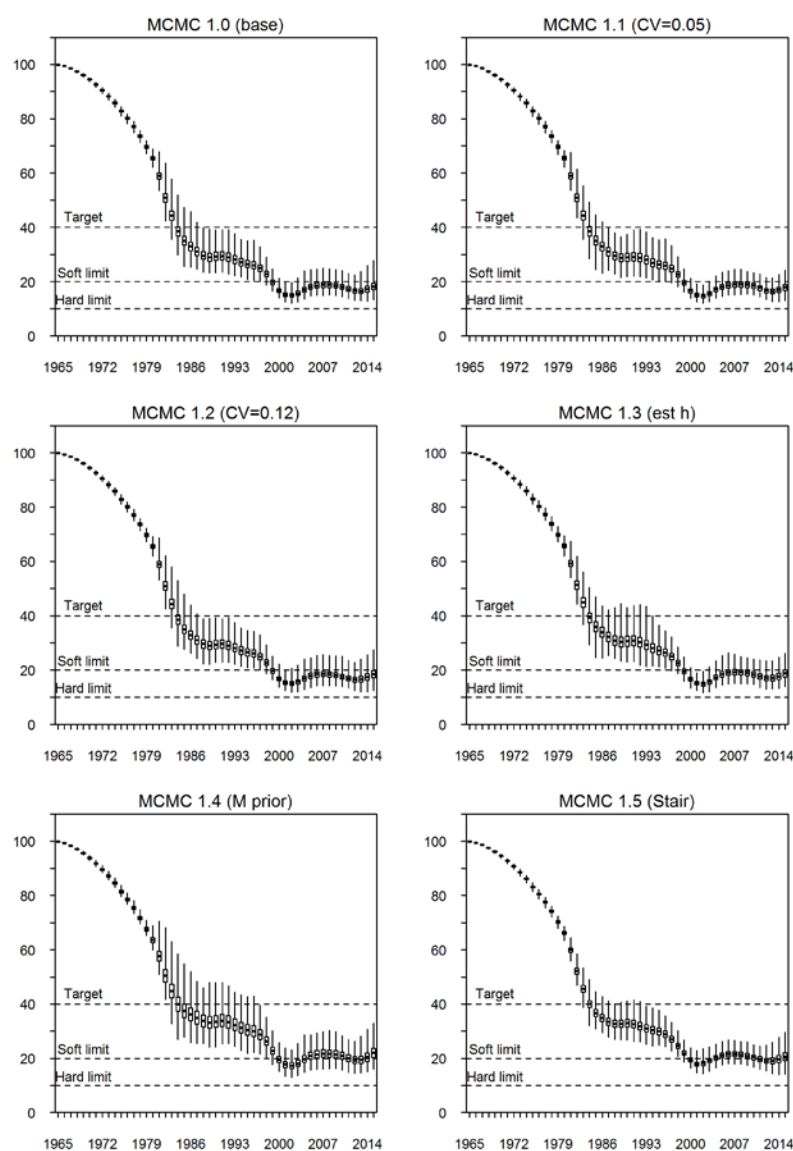 MCMC 1.0 (base)
100
80
60
Target
40
Soft limit
20
Hard limit
0
1965 1972 1979 1986 1993 2000 2007 2014
MCMC 1.1 (CV=0.05)
100
80
60
Target
40
Soft limit
20
Hard limit
0
1965 1972 1979 1986 1993 2000 2007 2014
MCMC 1.2 (CV=0.12)
100
80
60
Target
40
Soft limit
20
Hard limit
0
1965 1972 1979 1986 1993 2000 2007 2014
MCMC 1.3 (est h)
100
80
60
Target
40
Soft limit
20
Hard limit
0
1965 1972 1979 1986 1993 2000 2007 2014
MCMC 1.4 (M prior)
100
80
60
Target
40
Soft limit
20
Hard limit
0
1965 1972 1979 1986 1993 2000 2007 2014
MCMC 1.5 (Stair)
100
80
60
Target
40
Soft limit
20
Hard limit
0
1965 1972 1979 1986 1993 2000 2007 2014